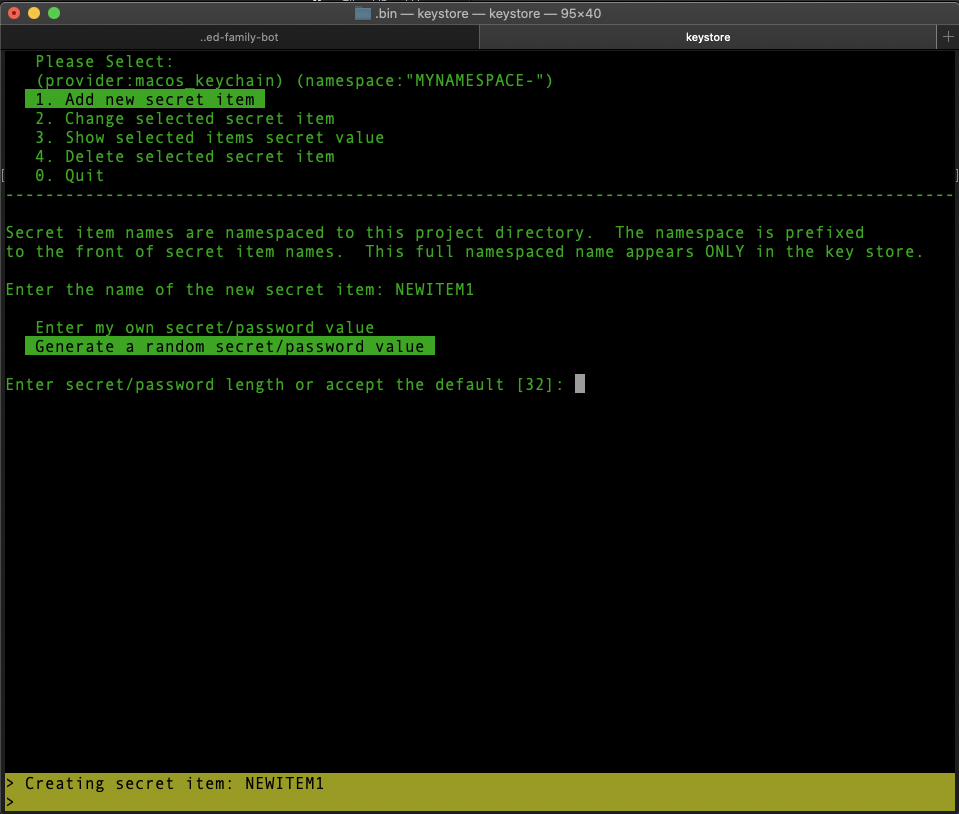 .bin — keystore — keystore — 95×40
..ed-family-bot
keystore
+
Please Select:
(provider:macos_keychain) (namespace:"MYNAMESPACE-")
1. Add new secret item
2. Change selected secret item
3. Show selected items secret value
4. Delete selected secret item
0. Quit
-----------------------------------------------------------------------------------------------
Secret item names are namespaced to this project directory.  The namespace is prefixed
to the front of secret item names.  This full namespaced name appears ONLY in the key store.
Enter the name of the new secret item: NEWITEM1
Enter my own secret/password value
Generate a random secret/password value
Enter secret/password length or accept the default [32]:
> Creating secret item: NEWITEM1
>